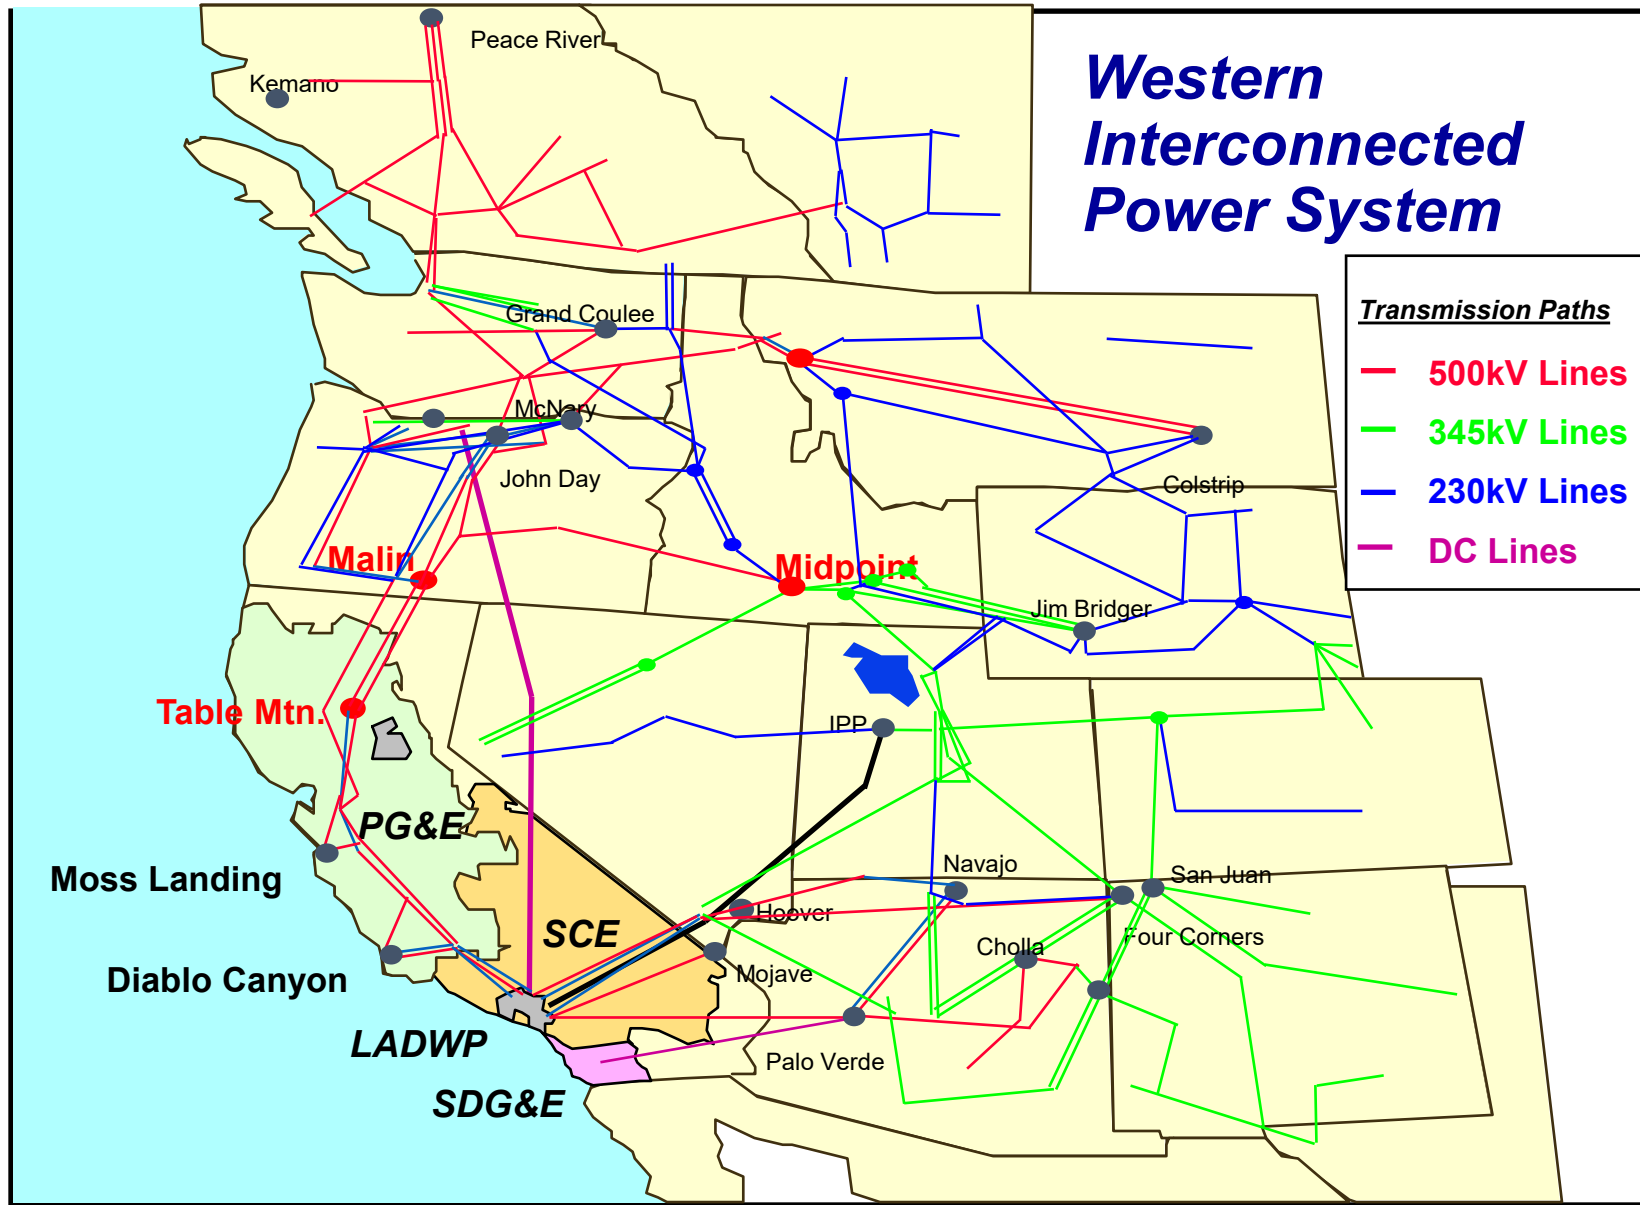 Peace River
Kemano
Western
Interconnected
Power System
Transmission Paths
500kV Lines
345kV Lines
230kV Lines
DC Lines
Grand Coulee
McNary
John Day
Colstrip
Malin
Midpoint
Jim Bridger
Table Mtn.
IPP
PG&E
Moss Landing
Navajo
San Juan
Hoover
SCE
Cholla
Four Corners
Mojave
Diablo Canyon
LADWP
Palo Verde
SDG&E